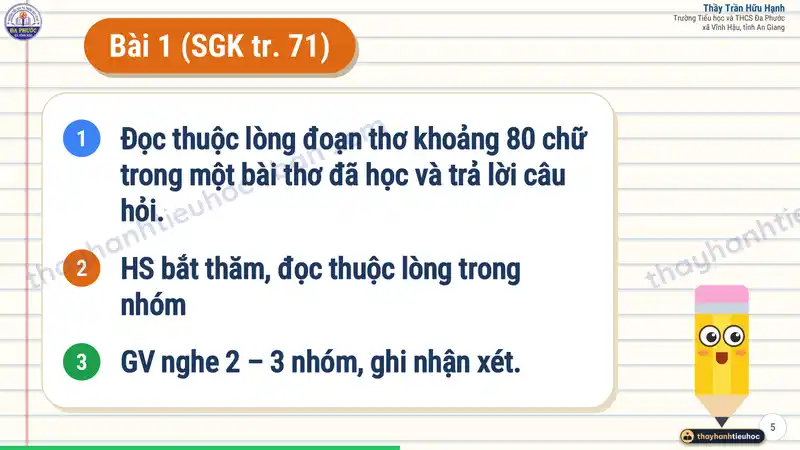 Thầy Trần Hữu Hạnh
Trường Tiểu học và THCS Đa Phước
xã Vĩnh Hậu, tỉnh An Giang
ĐA PHƯỚC
Bài 1 (SGK tr. 71)
1 Đọc thuộc lòng đoạn thơ khoảng 80 chữ
trong một bài thơ đã học và trả lời câu
hỏi.
2 HS bắt thăm, đọc thuộc lòng trong
nhóm
3 GV nghe 2 – 3 nhóm, ghi nhận xét.
5
thayhanhtieuhoc